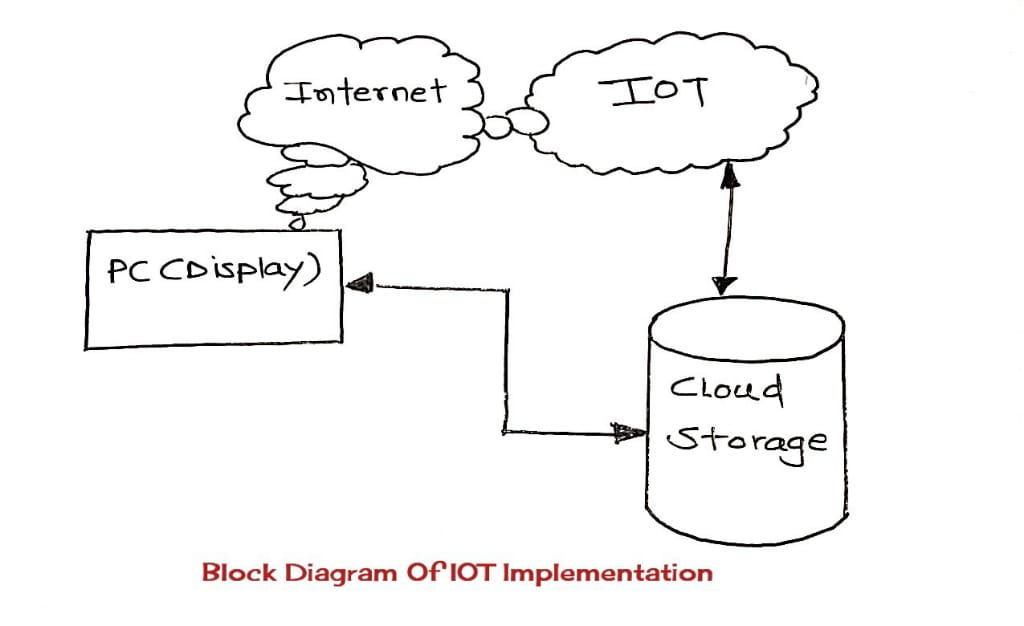 Internet
IOT
PC (Display)
Cloud
Storage
Block Diagram Of IOT Implementation